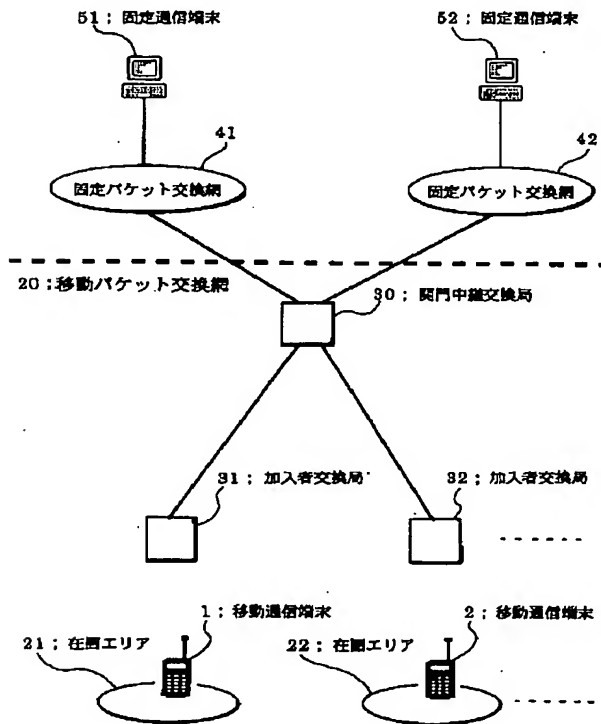 51;固定通信端末
52;固定通信端末
41
42
固定パケット交換網
固定パケット交換網
20;移動パケット交換網
30;関門中継交換局
31;加入者交換局
32;加入者交換局
1;移動通信端末
2;移動通信端末
21;在圏エリア
22;在圏エリア